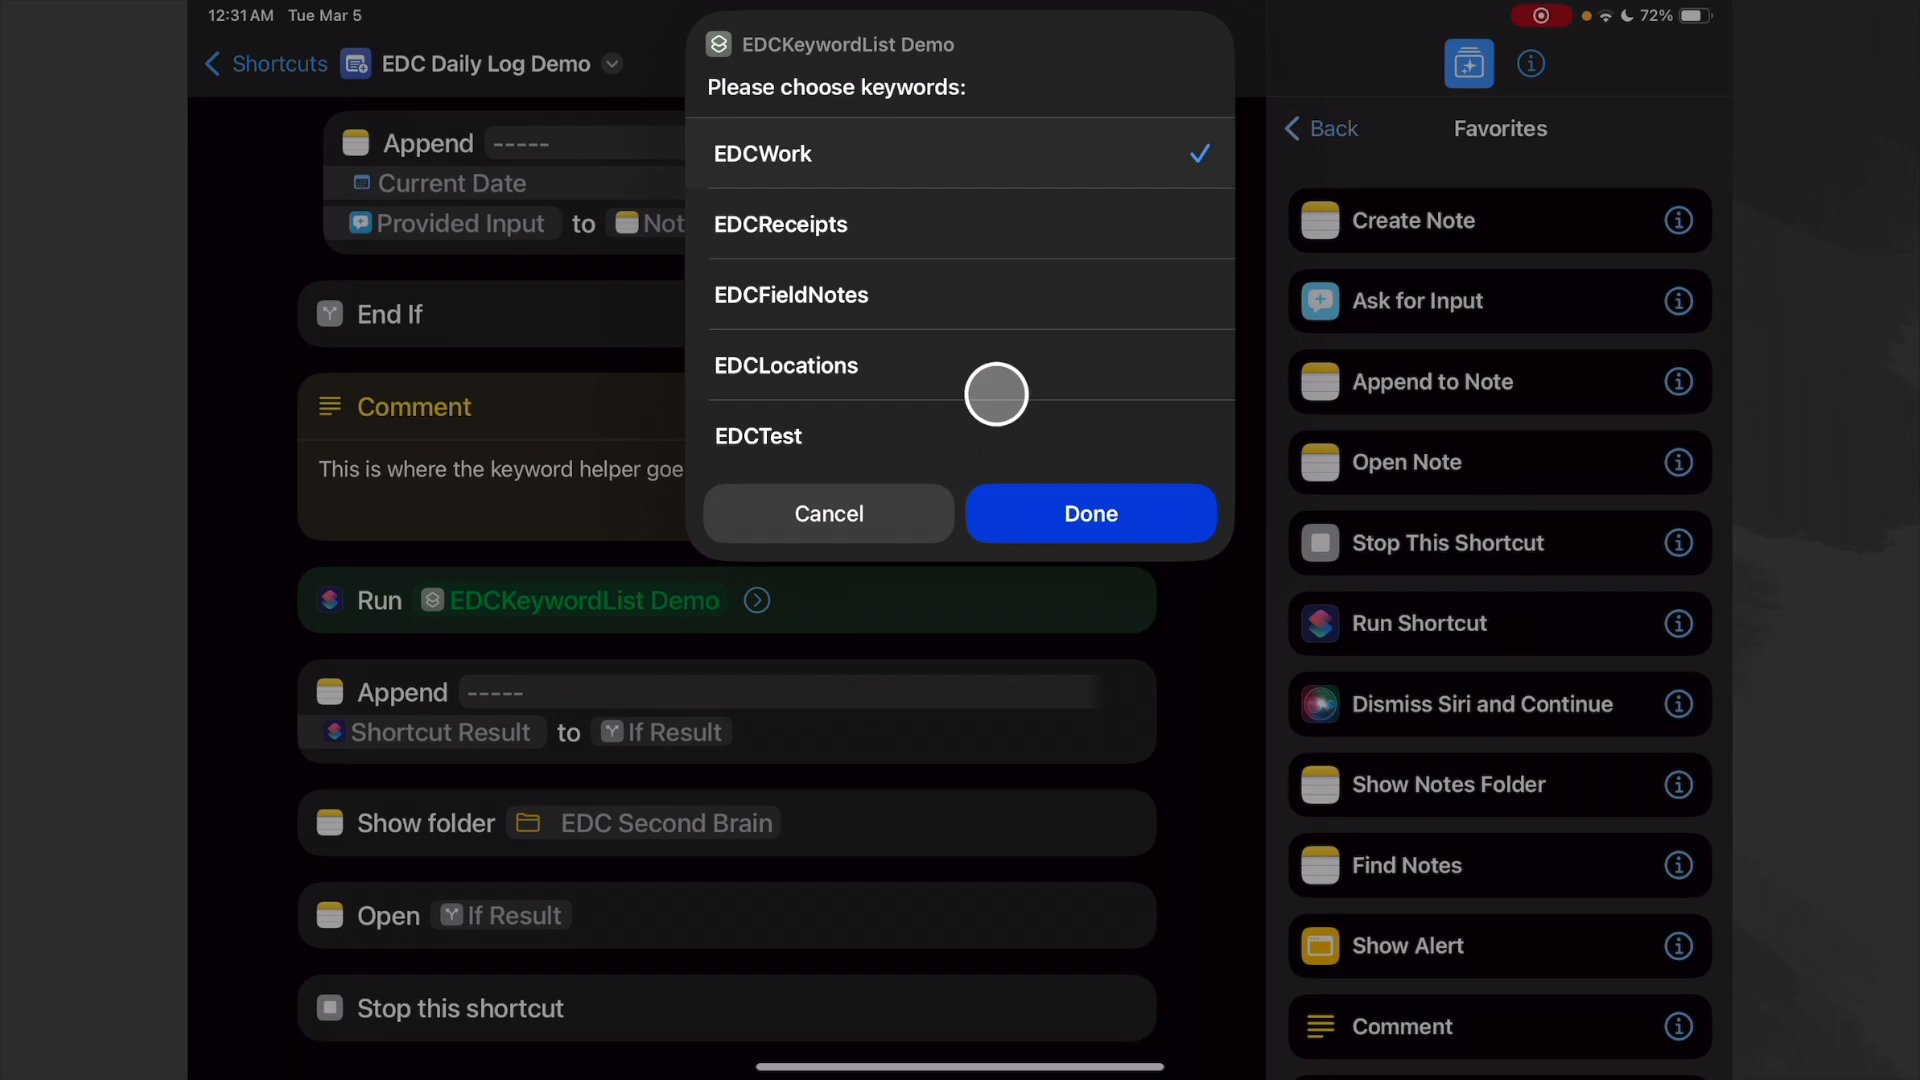 12:31 AM Tue Mar 5
72%
Shortcuts
EDC Daily Log Demo
Append -----
Current Date
Provided Input to Not
End If
Comment
This is where the keyword helper goe
Run EDCKeywordList Demo
Append -----
Shortcut Result to If Result
Show folder EDC Second Brain
Open If Result
Stop this shortcut
EDCKeywordList Demo
Please choose keywords:
EDCWork
EDCReceipts
EDCFieldNotes
EDCLocations
EDCTest
Cancel
Done
Back
Favorites
Create Note
Ask for Input
Append to Note
Open Note
Stop This Shortcut
Run Shortcut
Dismiss Siri and Continue
Show Notes Folder
Find Notes
Show Alert
Comment